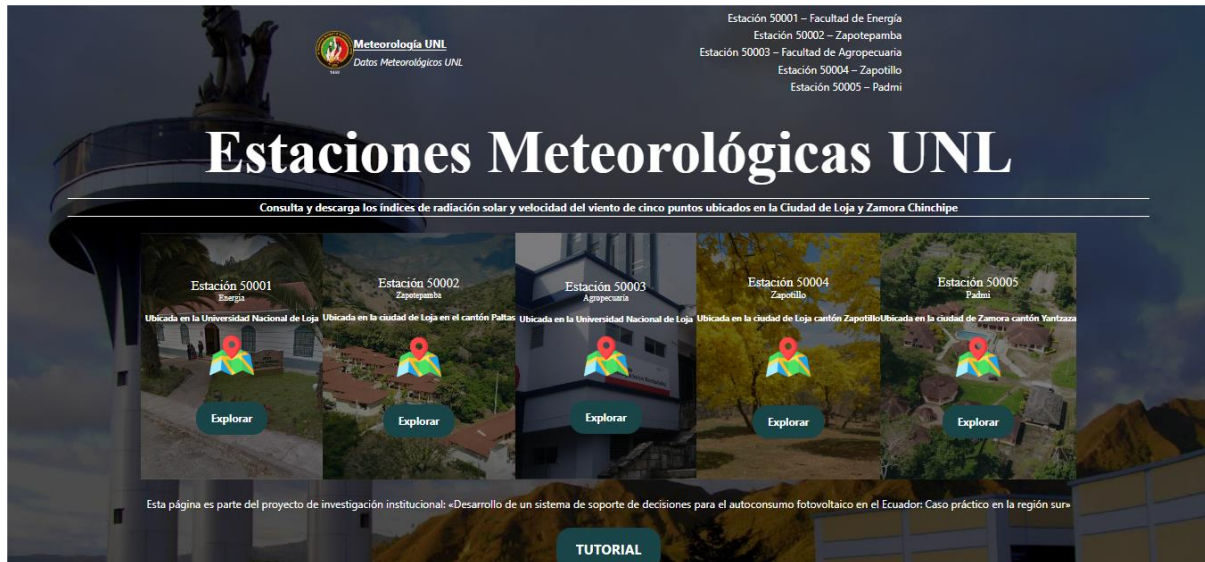 Meteorología UNL
Datos Meteorológicos UNL
Estación 50001 – Facultad de Energía
Estación 50002 – Zapotepamba
Estación 50003 – Facultad de Agropecuaria
Estación 50004 – Zapotillo
Estación 50005 – Padmi
Estaciones Meteorológicas UNL
Consulta y descarga los índices de radiación solar y velocidad del viento de cinco puntos ubicados en la Ciudad de Loja y Zamora Chinchipe
Estación 50001
Energia
Ubicada en la Universidad Nacional de Loja
Explorar
Estación 50002
Zapotepamba
Ubicada en la ciudad de Loja en el cantón Paltas
Explorar
Estación 50003
Agropecuaria
Ubicada en la Universidad Nacional de Loja
Explorar
Estación 50004
Zapotillo
Ubicada en la ciudad de Loja cantón Zapotillo
Explorar
Estación 50005
Padmi
Ubicada en la ciudad de Zamora cantón Yantzaza
Explorar
Esta página es parte del proyecto de investigación institucional: «Desarrollo de un sistema de soporte de decisiones para el autoconsumo fotovoltaico en el Ecuador: Caso práctico en la región sur»
TUTORIAL